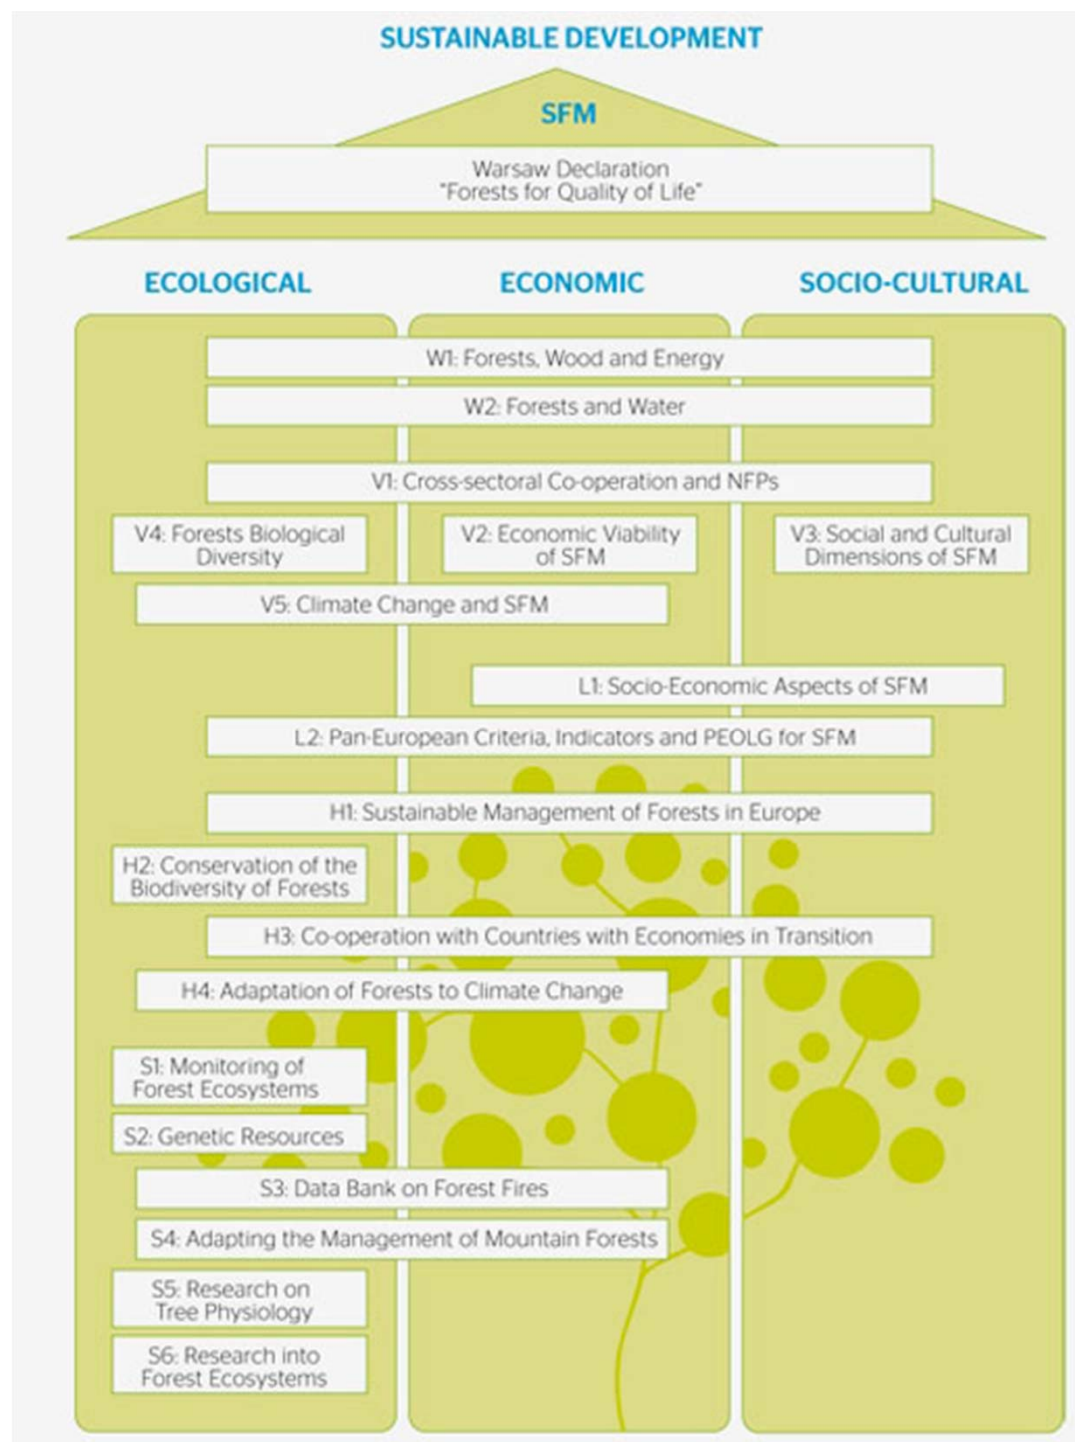 SUSTAINABLE DEVELOPMENT
SFM
Warsaw Declaration
"Forests for Quality of Life"
ECOLOGICAL
ECONOMIC
SOCIO-CULTURAL
W1: Forests, Wood and Energy
W2: Forests and Water
V1: Cross-sectoral Co-operation and NFPs
V4: Forests Biological
Diversity
V2: Economic Viability
of SFM
V3: Social and Cultural
Dimensions of SFM
V5: Climate Change and SFM
L1: Socio-Economic Aspects of SFM
L2: Pan-European Criteria, Indicators and PEOLG for SFM
H1: Sustainable Management of Forests in Europe
H2: Conservation of the
Biodiversity of Forests
H3: Co-operation with Countries with Economies in Transition
H4: Adaptation of Forests to Climate Change
S1: Monitoring of
Forest Ecosystems
S2: Genetic Resources
S3: Data Bank on Forest Fires
S4: Adapting the Management of Mountain Forests
S5: Research on
Tree Physiology
S6: Research into
Forest Ecosystems